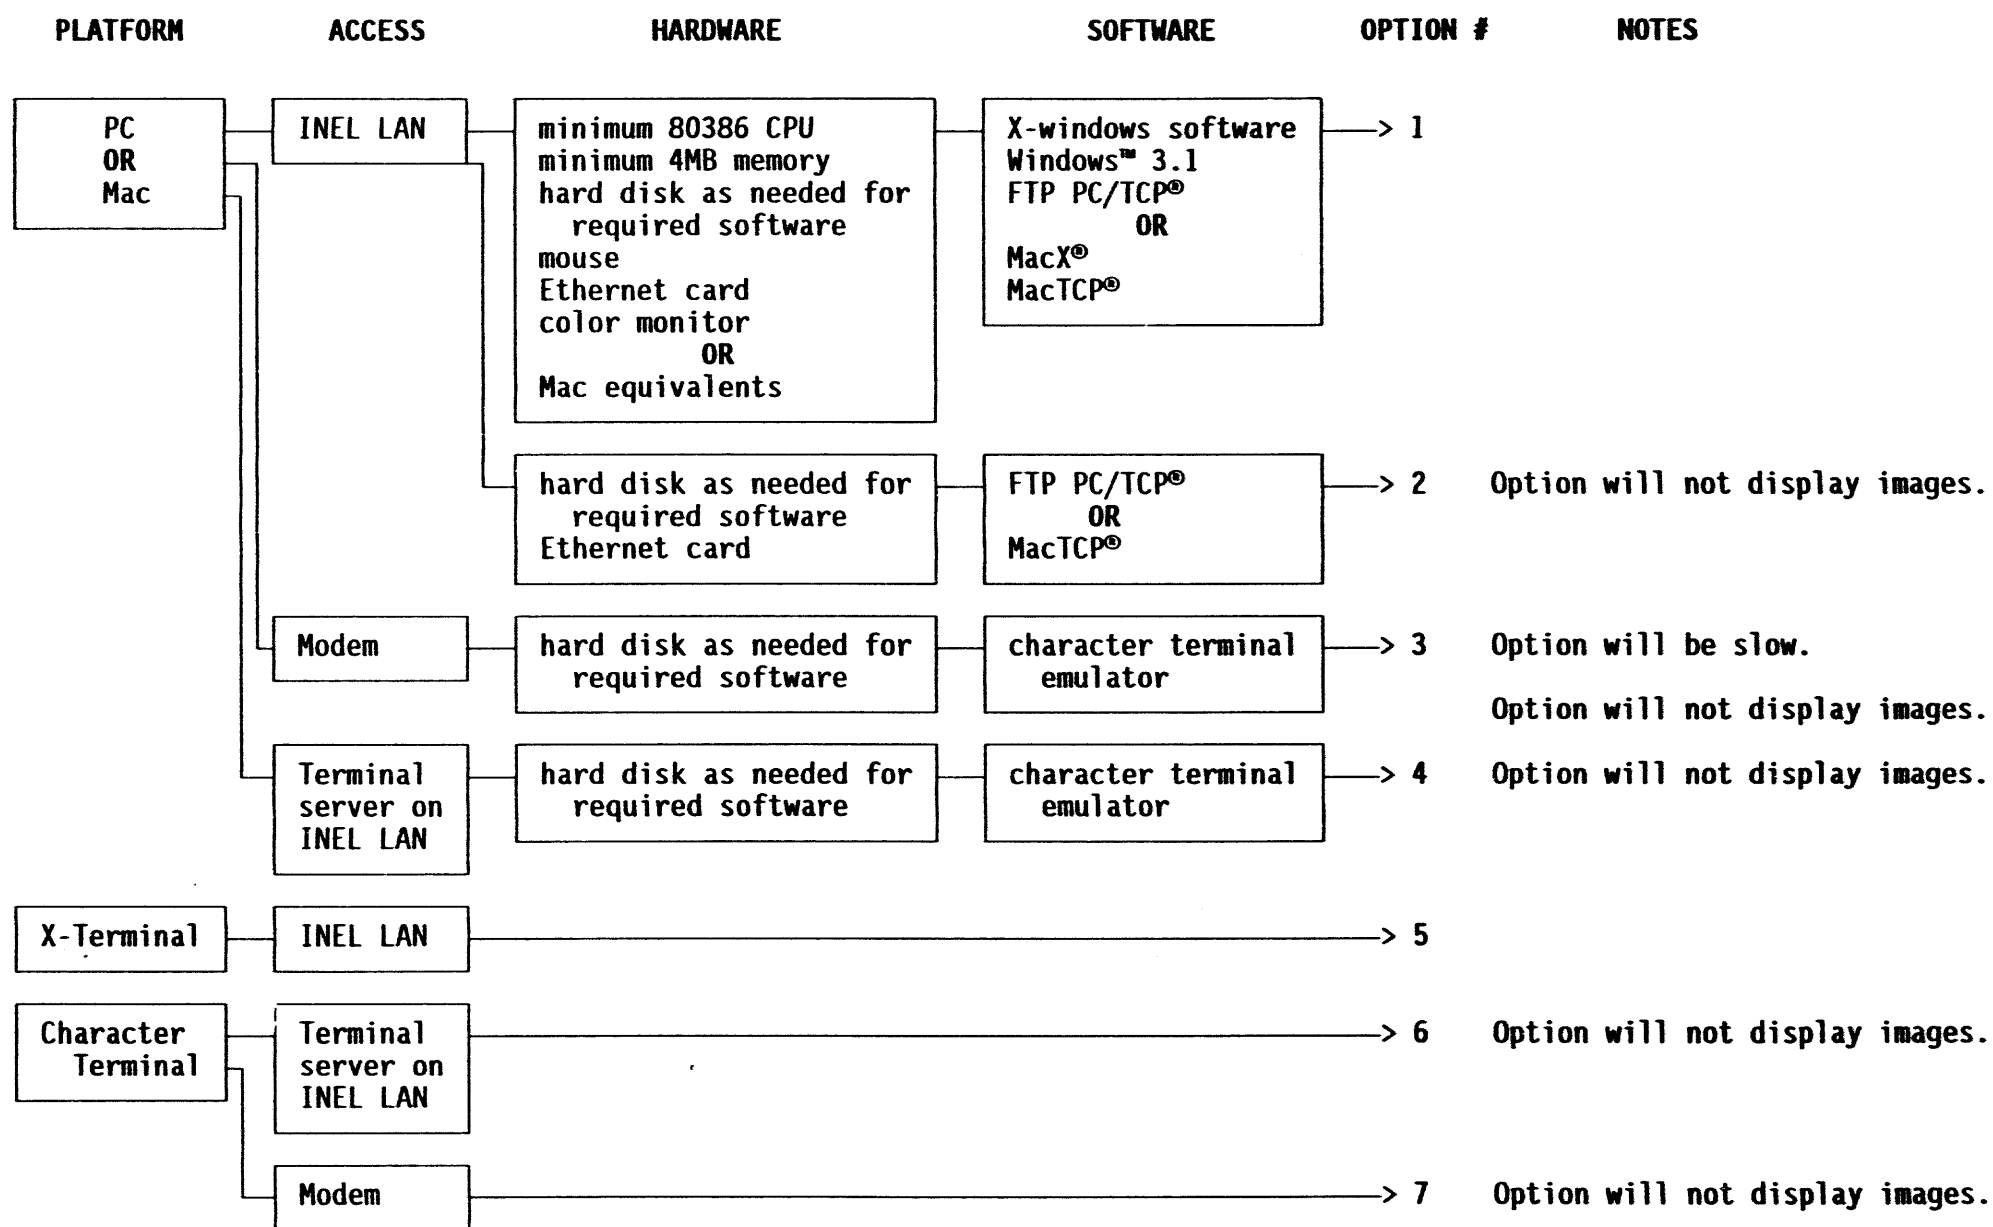 PLATFORM ACCESS HARDWARE SOFTWARE OPTION # NOTES
PC INEL LAN minimum 80386 CPU X-windows software —> 1
OR minimum 4MB memory Windows™ 3.1
Mac hard disk as needed for FTP PC/TCP®
required software OR
mouse MacX®
Ethernet card MacTCP®
color monitor
OR
Mac equivalents
hard disk as needed for FTP PC/TCP® —> 2 Option will not display images.
required software OR
Ethernet card MacTCP®
Modem hard disk as needed for character terminal —> 3 Option will be slow.
required software emulator
Option will not display images.
Terminal hard disk as needed for character terminal —> 4 Option will not display images.
server on required software emulator
INEL LAN
X-Terminal INEL LAN —> 5
Character Terminal —> 6 Option will not display images.
Terminal server on
INEL LAN
Modem —> 7 Option will not display images.